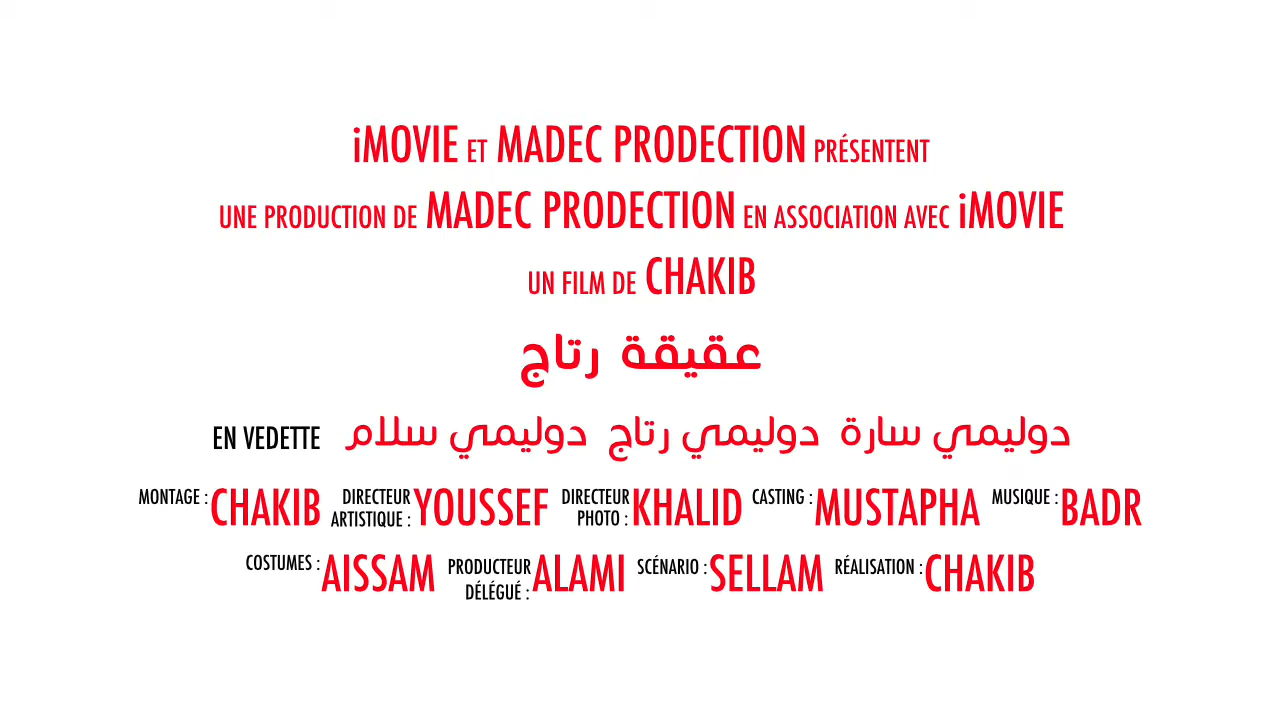 iMOVIE ET MADEC PRODECTION PRÉSENTENT
UNE PRODUCTION DE MADEC PRODECTION EN ASSOCIATION AVEC iMOVIE
UN FILM DE CHAKIB
عقيقة رتاج
EN VEDETTE دوليمي سارة دوليمي رتاج دوليمي سلام
MONTAGE : CHAKIB DIRECTEUR ARTISTIQUE : YOUSSEF DIRECTEUR PHOTO : KHALID CASTING : MUSTAPHA MUSIQUE : BADR
COSTUMES : AISSAM PRODUCTEUR DÉLÉGUÉ : ALAMI SCÉNARIO : SELLAM RÉALISATION : CHAKIB